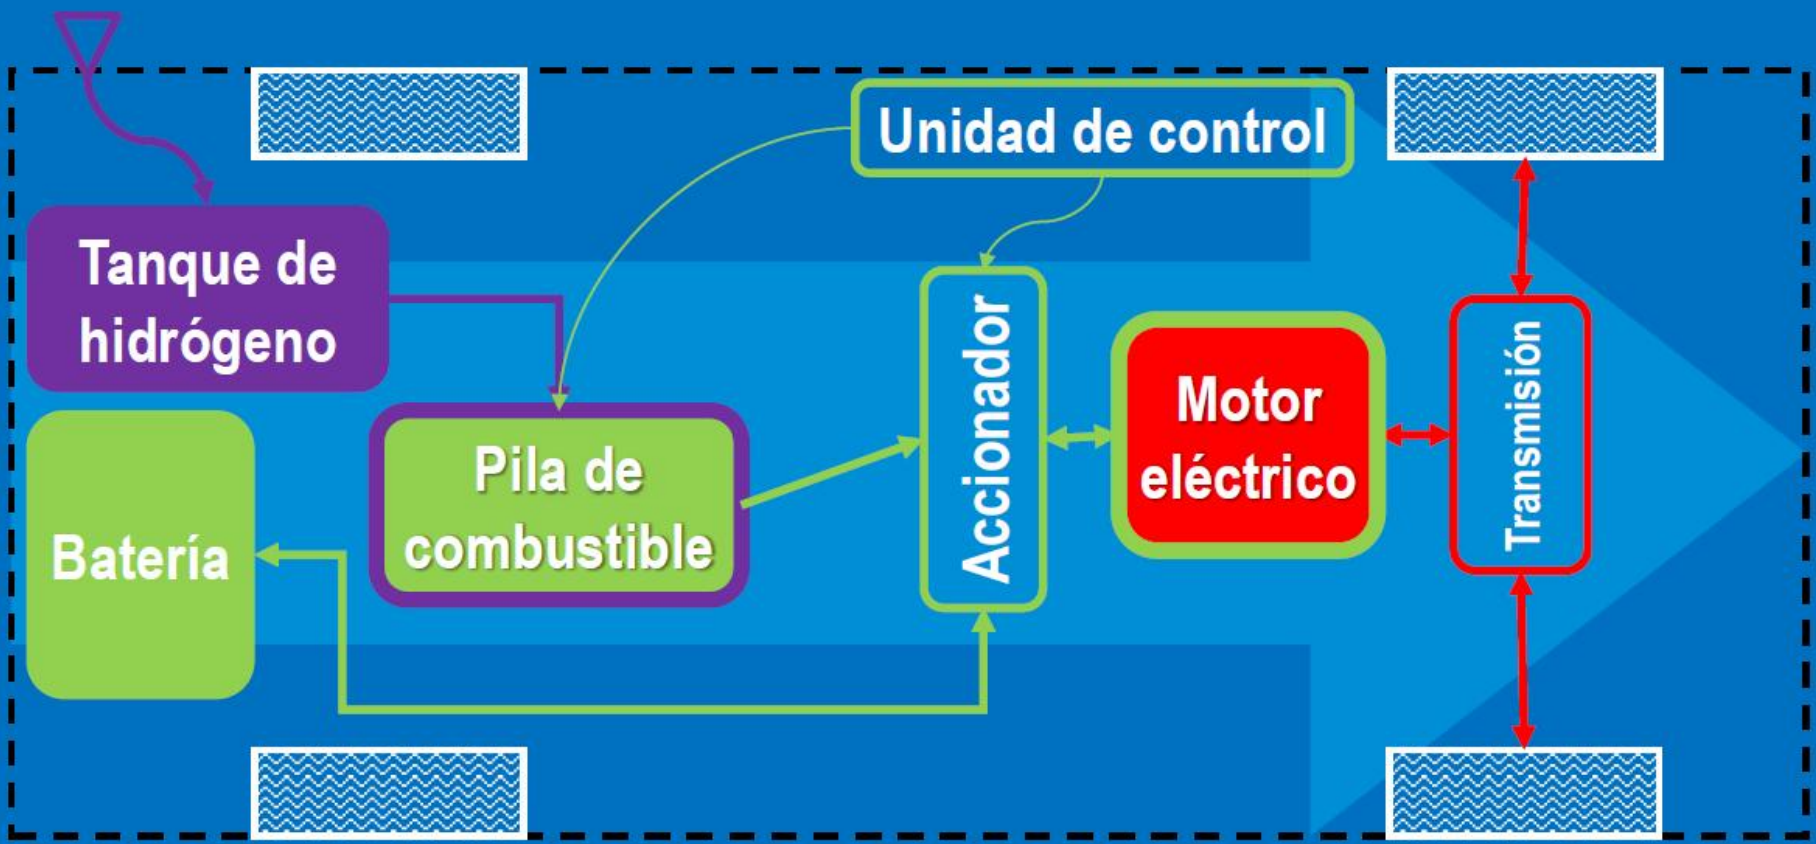 Unidad de control
Tanque de
hidrógeno
Batería
Pila de
combustible
Accionador
Motor
eléctrico
Transmisión